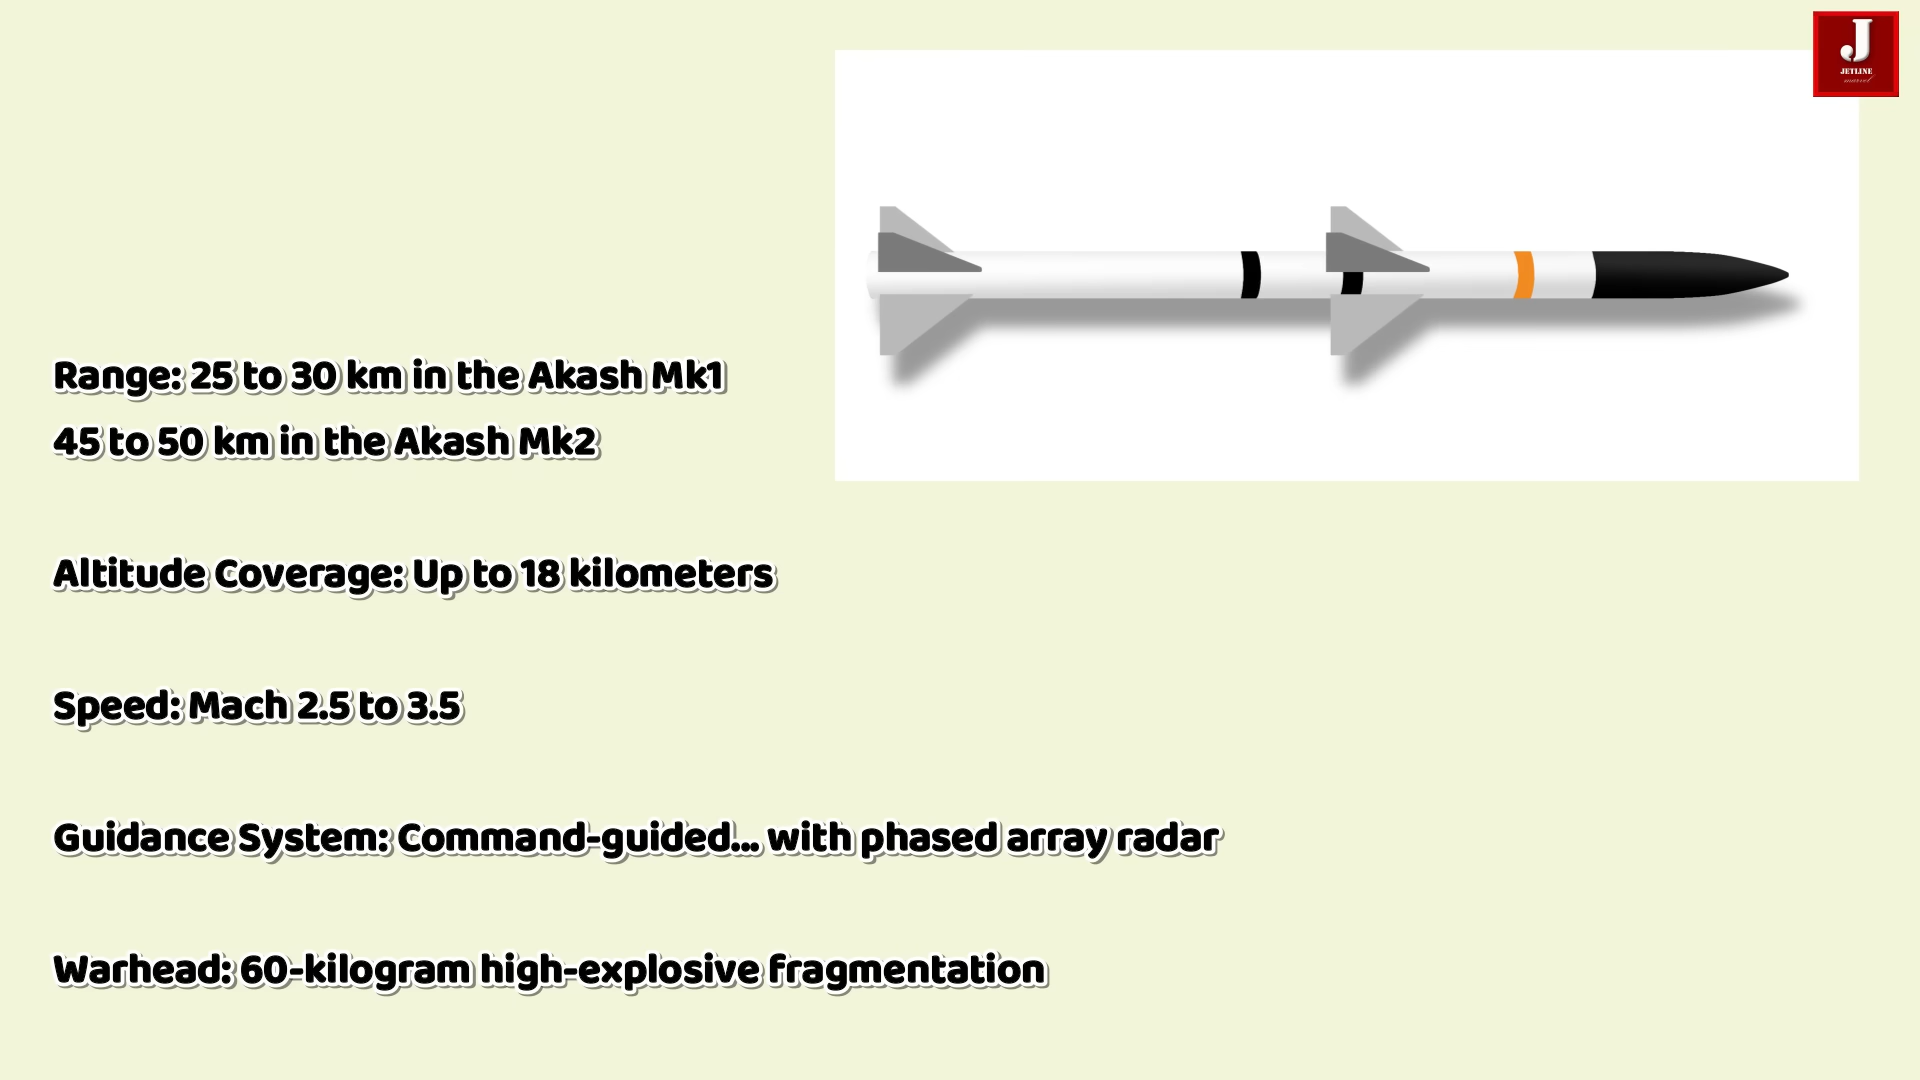 J
JETLINE
marvel
Range: 25 to 30 km in the Akash Mk1
45 to 50 km in the Akash Mk2
Altitude Coverage: Up to 18 kilometers
Speed: Mach 2.5 to 3.5
Guidance System: Command-guided... with phased array radar
Warhead: 60-kilogram high-explosive fragmentation